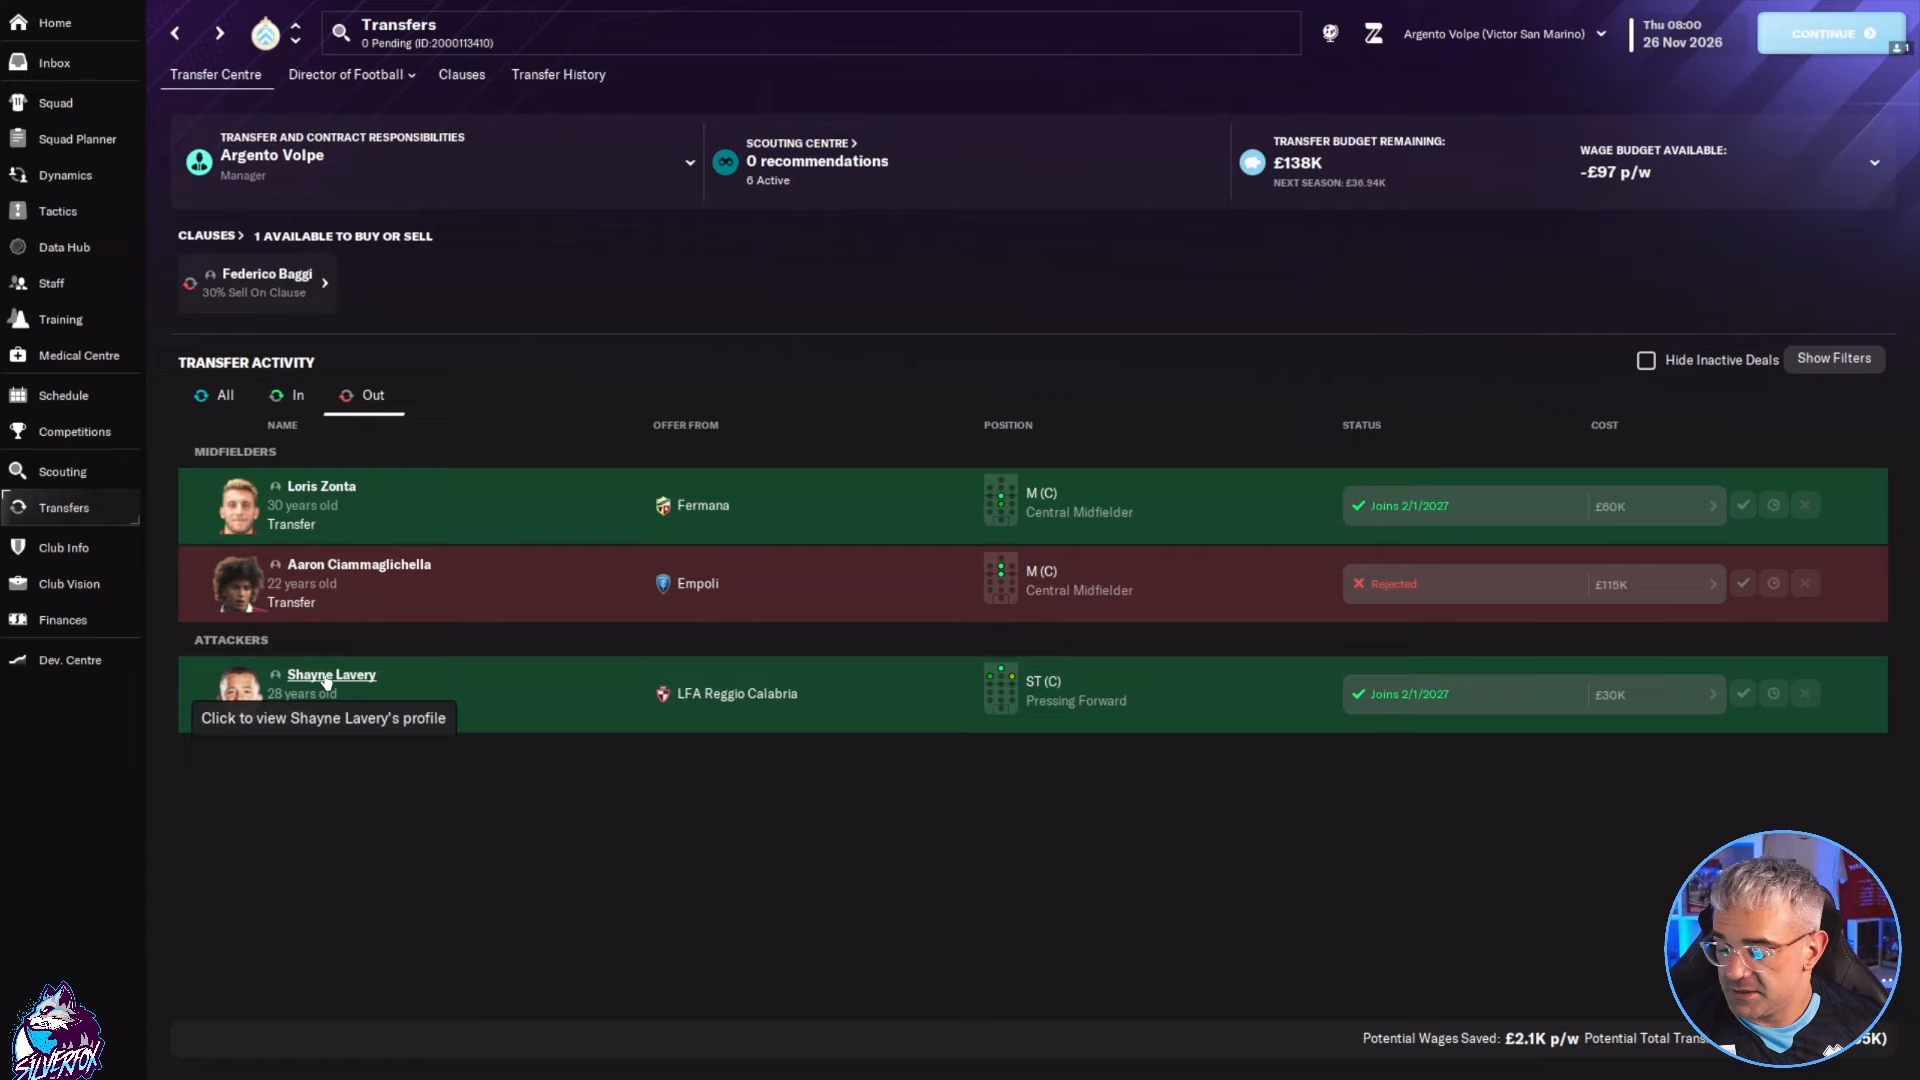 Home
Inbox
Squad
Squad Planner
Dynamics
Tactics
Data Hub
Staff
Training
Medical Centre
Schedule
Competitions
Scouting
Transfers
Club Info
Club Vision
Finances
Dev. Centre
SILVERFOX
Transfers
0 Pending (ID:2000113410)
Argento Volpe (Victor San Marino)
Thu 08:00
26 Nov 2026
CONTINUE
1
Transfer Centre
Director of Football
Clauses
Transfer History
TRANSFER AND CONTRACT RESPONSIBILITIES
Argento Volpe
Manager
SCOUTING CENTRE >
0 recommendations
6 Active
TRANSFER BUDGET REMAINING:
£138K
NEXT SEASON: £36.94K
WAGE BUDGET AVAILABLE:
-£97 p/w
CLAUSES > 1 AVAILABLE TO BUY OR SELL
Federico Baggi
30% Sell On Clause
TRANSFER ACTIVITY
Hide Inactive Deals
Show Filters
All
In
Out
NAME
OFFER FROM
POSITION
STATUS
COST
MIDFIELDERS
Loris Zonta
30 years old
Transfer
Fermana
M (C)
Central Midfielder
Joins 2/1/2027
£60K
Aaron Ciammaglichella
22 years old
Transfer
Empoli
M (C)
Central Midfielder
Rejected
£115K
ATTACKERS
Shayne Lavery
28 years old
Click to view Shayne Lavery's profile
LFA Reggio Calabria
ST (C)
Pressing Forward
Joins 2/1/2027
£30K
Potential Wages Saved: £2.1K p/w Potential Total